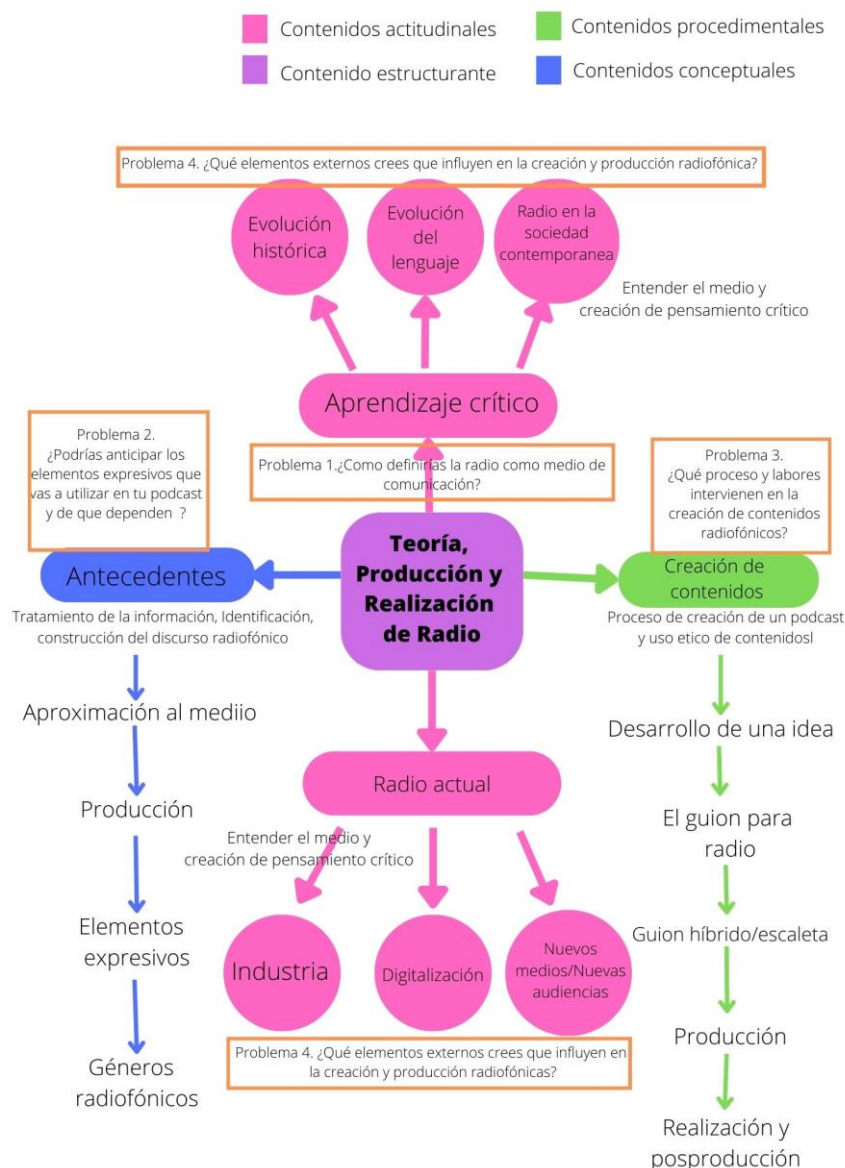 Contenidos actitudinales
Contenidos procedimentales
Contenido estructurante
Contenidos conceptuales
Problema 4. ¿Qué elementos externos crees que influyen en la creación y producción radiofónica?
Evolución
histórica
Evolución
del
lenguaje
Radio en la
sociedad
contemporanea
Entender el medio y
creación de pensamiento crítico
Aprendizaje crítico
Problema 2.
¿Podrías anticipar los
elementos expresivos que
vas a utilizar en tu podcast
y de que dependen ?
Problema 1.¿Como definirías la radio como medio de
comunicación?
Problema 3.
¿Qué proceso y labores
intervienen en la
creación de contenidos
radiofónicos?
Teoría,
Producción y
Realización
de Radio
Antecedentes
Tratamiento de la información, Identificación,
construcción del discurso radiofónico
Aproximación al mediio
Producción
Elementos
expresivos
Géneros
radiofónicos
Creación de
contenidos
Proceso de creación de un podcast
y uso etico de contenidosl
Desarrollo de una idea
El guion para
radio
Guion híbrido/escaleta
Producción
Realización y
posproducción
Radio actual
Entender el medio y
creación de pensamiento crítico
Industria
Digitalización
Nuevos
medios/Nuevas
audiencias
Problema 4. ¿Qué elementos externos crees que influyen en
la creación y producción radiofónicas?